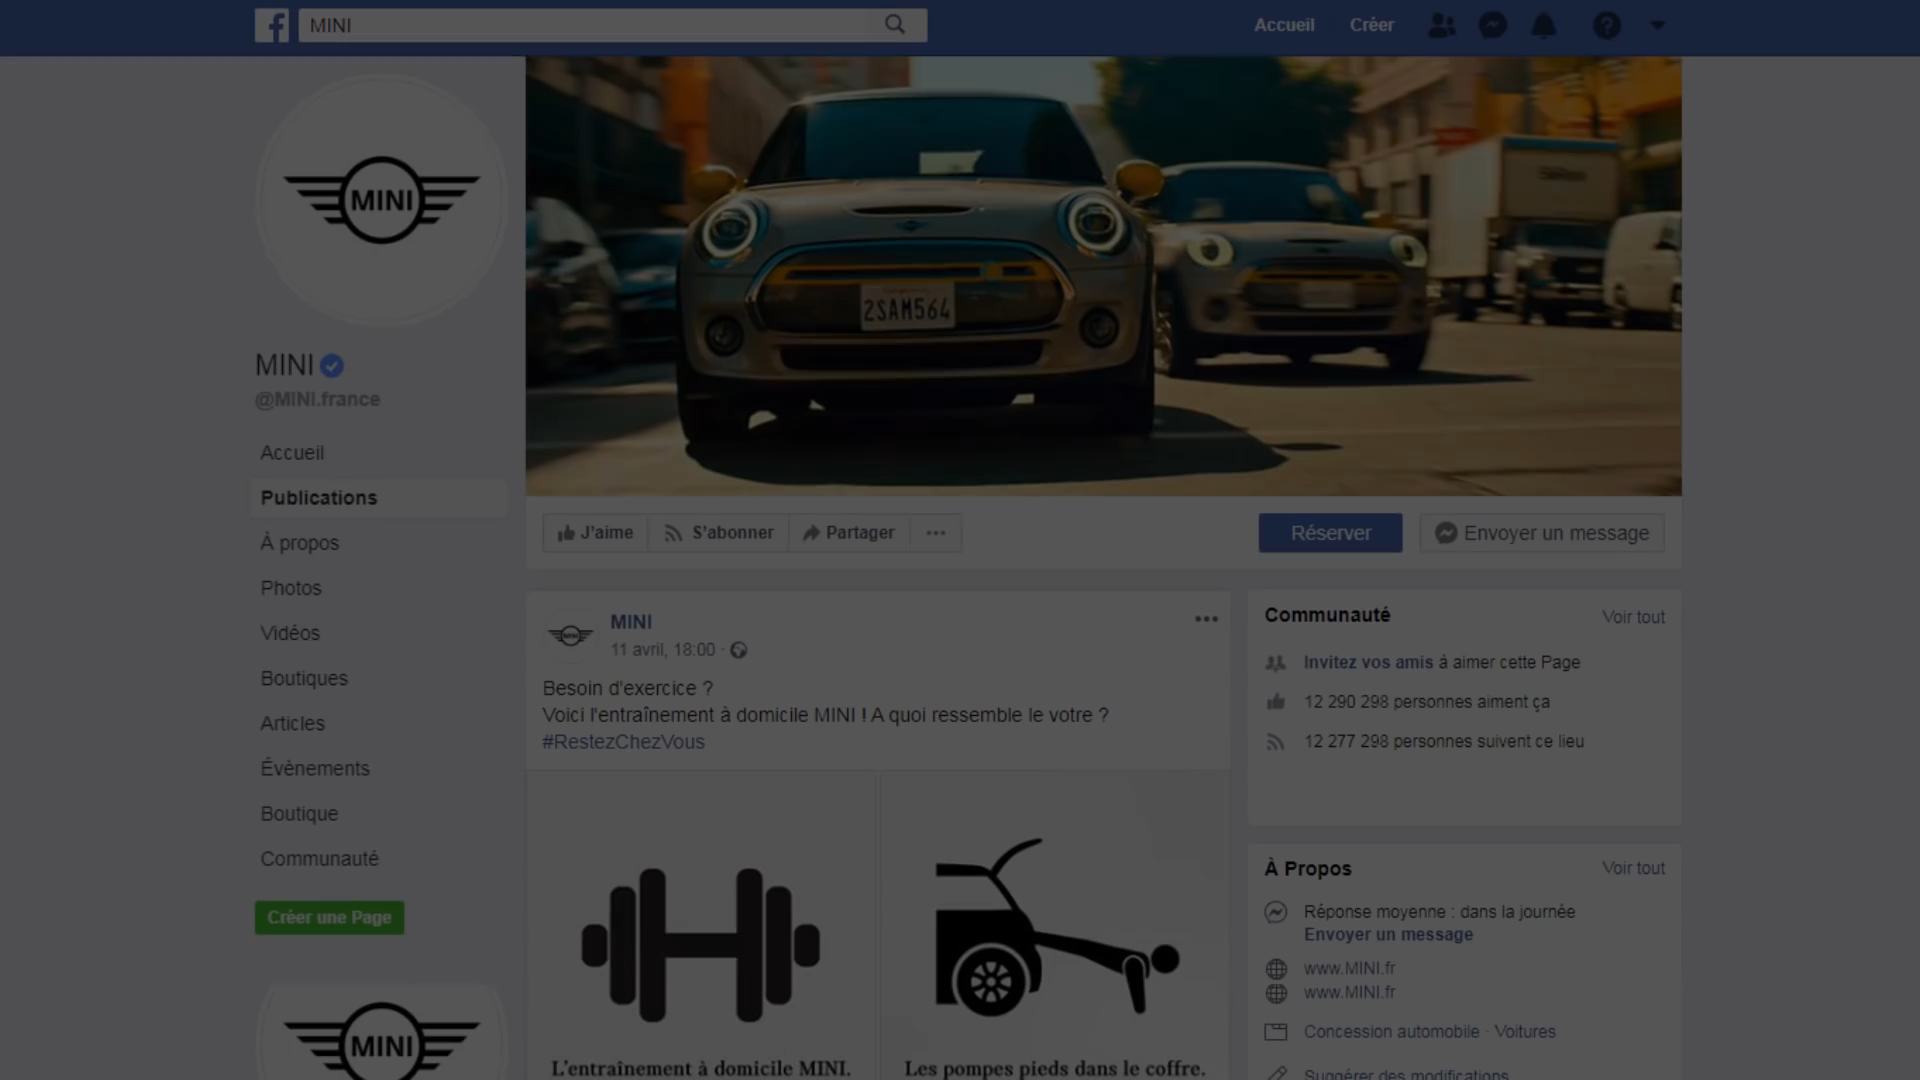 MINI
Accueil
Créer
MINI
MINI
@MINI.france
Accueil
Publications
À propos
Photos
Vidéos
Boutiques
Articles
Évènements
Boutique
Communauté
Créer une Page
MINI
2SAM564
J'aime
S'abonner
Partager
Réserver
Envoyer un message
MINI
11 avril, 18:00
Besoin d'exercice ?
Voici l'entraînement à domicile MINI ! A quoi ressemble le votre ?
#RestezChezVous
L'entraînement à domicile MINI.
Les pompes pieds dans le coffre.
Communauté
Voir tout
Invitez vos amis à aimer cette Page
12 290 298 personnes aiment ça
12 277 298 personnes suivent ce lieu
À Propos
Voir tout
Réponse moyenne : dans la journée
Envoyer un message
www.MINI.fr
www.MINI.fr
Concession automobile · Voitures
Suggérer des modifications